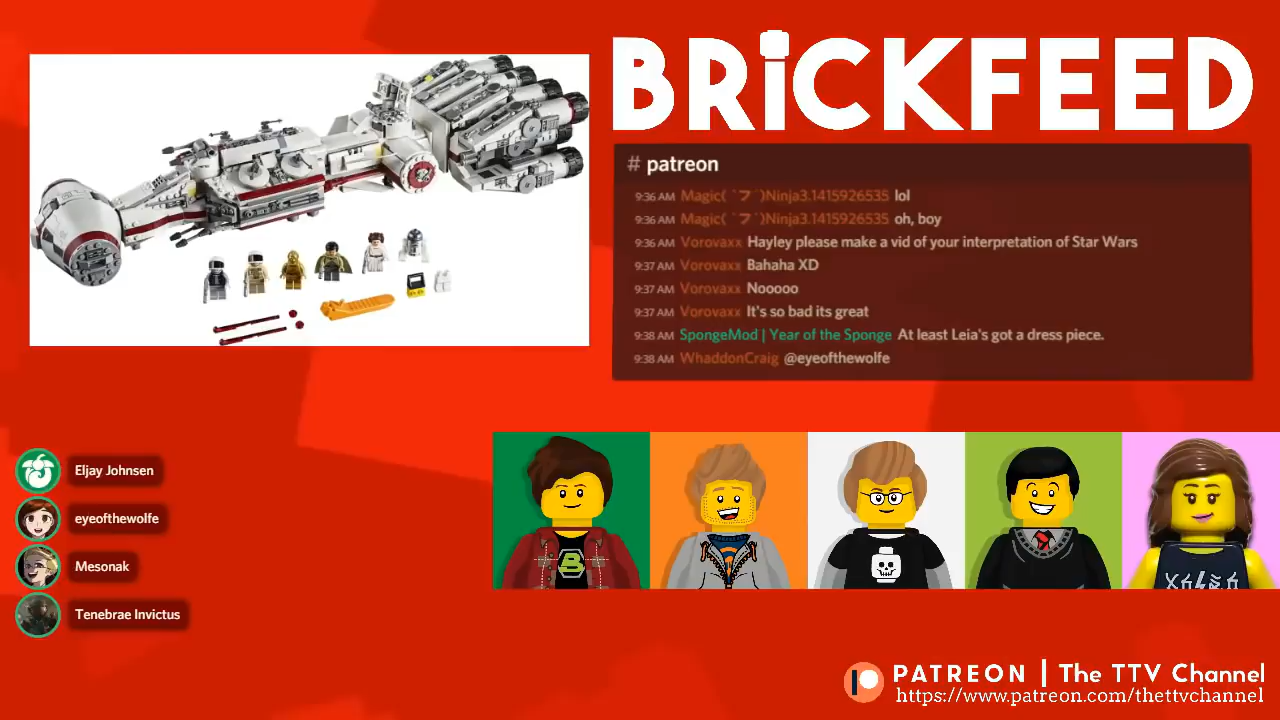 BRiCKFEED
# patreon
9:36 AM Magic( ´フ`)Ninja3.1415926535 lol
9:36 AM Magic( ´フ`)Ninja3.1415926535 oh, boy
9:36 AM Vorovaxx Hayley please make a vid of your interpretation of Star Wars
9:37 AM Vorovaxx Bahaha XD
9:37 AM Vorovaxx Nooooo
9:37 AM Vorovaxx It's so bad its great
9:38 AM SpongeMod | Year of the Sponge At least Leia's got a dress piece.
9:38 AM WhaddonCraig @eyeofthewolfe
Eljay Johnsen
eyeofthewolfe
Mesonak
Tenebrae Invictus
PATREON | The TTV Channel
https://www.patreon.com/thettvchannel